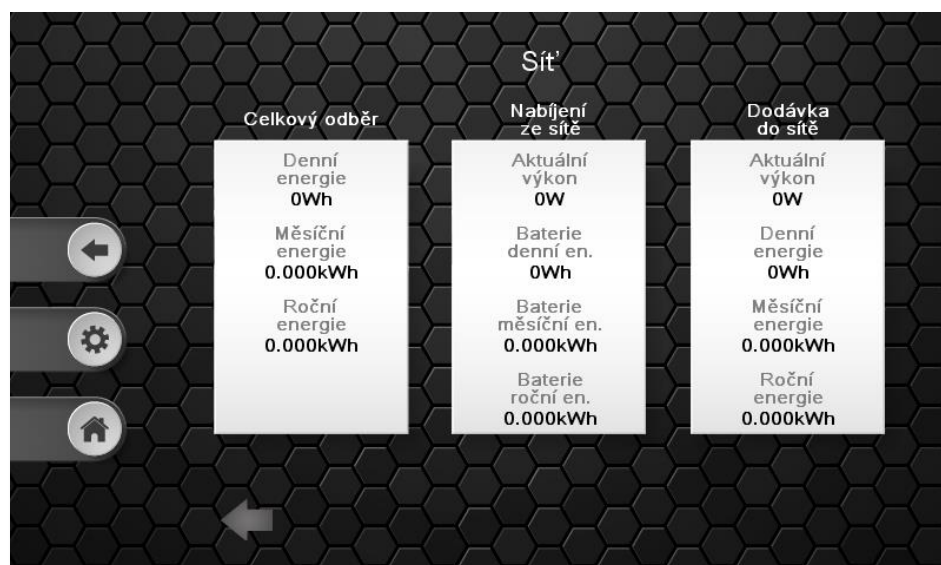 Síť
Celkový odběr
Denní
energie
0Wh
Měsíční
energie
0.000kWh
Roční
energie
0.000kWh
Nabíjení
ze sítě
Aktuální
výkon
0W
Baterie
denní en.
0Wh
Baterie
měsíční en.
0.000kWh
Baterie
roční en.
0.000kWh
Dodávka
do sítě
Aktuální
výkon
0W
Denní
energie
0Wh
Měsíční
energie
0.000kWh
Roční
energie
0.000kWh